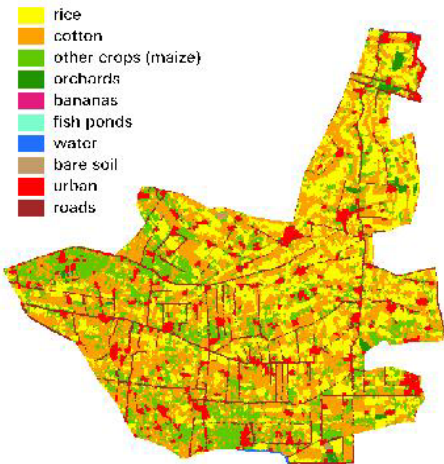 rice
cotton
other crops (maize)
orchards
bananas
fish ponds
water
bare soil
urban
roads